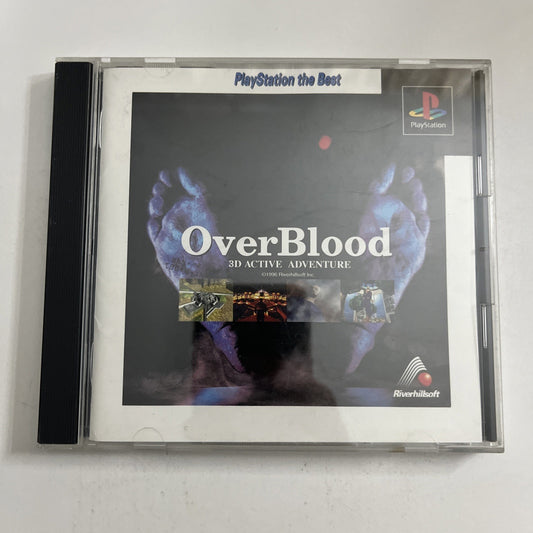 PlayStation the Best
PlayStation
OverBlood
3D ACTIVE ADVENTURE
©1996 Riverhillsoft Inc.
Riverhillsoft